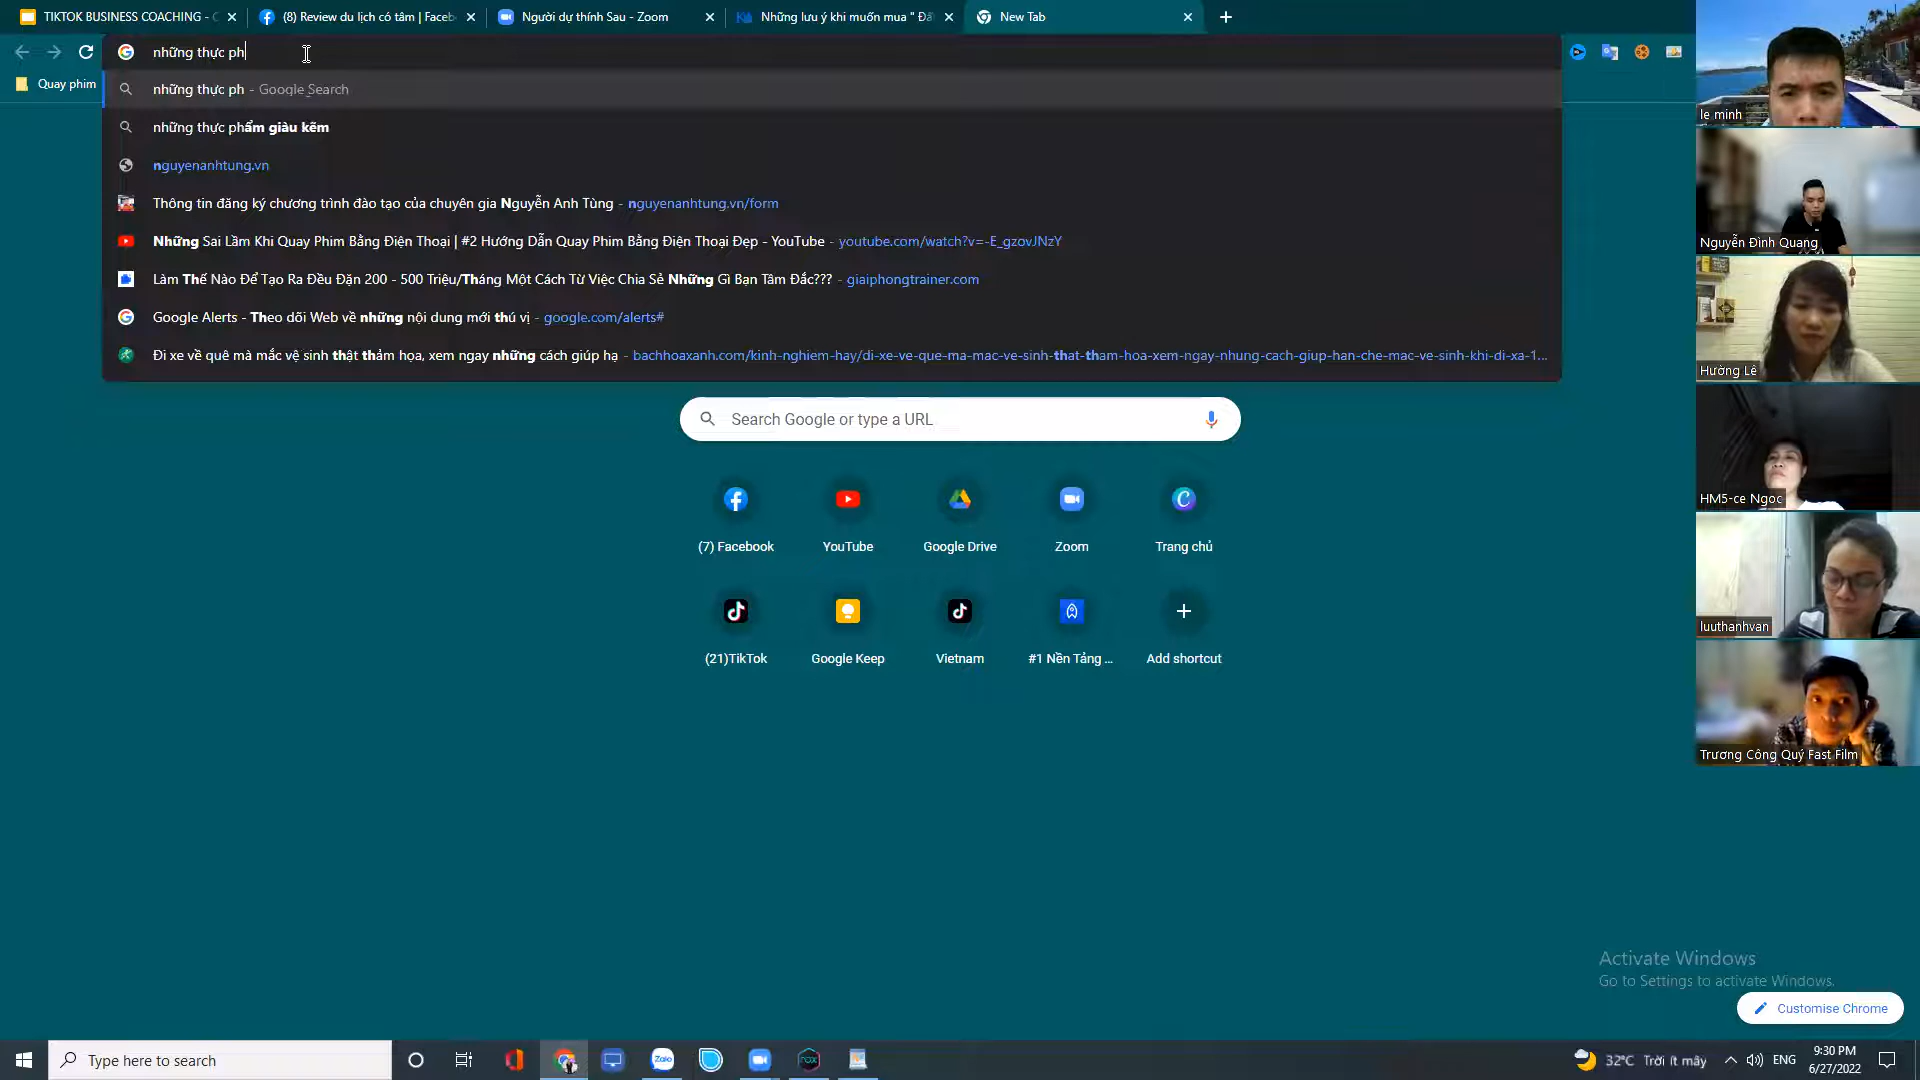 TIKTOK BUSINESS COACHING - C
(8) Review du lịch có tâm | Faceb
Người dự thính Sau - Zoom
Những lưu ý khi muốn mua " Đấ
New Tab
những thực ph
Quay phim
những thực ph - Google Search
những thực phẩm giàu kẽm
nguyenanhtung.vn
Thông tin đăng ký chương trình đào tạo của chuyên gia Nguyễn Anh Tùng - nguyenanhtung.vn/form
Những Sai Lầm Khi Quay Phim Bằng Điện Thoại | #2 Hướng Dẫn Quay Phim Bằng Điện Thoại Đẹp - YouTube - youtube.com/watch?v=-E_gzovJNzY
Làm Thế Nào Để Tạo Ra Đều Đặn 200 - 500 Triệu/Tháng Một Cách Từ Việc Chia Sẻ Những Gì Bạn Tâm Đắc??? - giaiphongtrainer.com
Google Alerts - Theo dõi Web về những nội dung mới thú vị - google.com/alerts#
Đi xe về quê mà mắc vệ sinh thật thảm họa, xem ngay những cách giúp hạ - bachhoaxanh.com/kinh-nghiem-hay/di-xe-ve-que-ma-mac-ve-sinh-that-tham-hoa-xem-ngay-nhung-cach-giup-han-che-mac-ve-sinh-khi-di-xa-1...
Search Google or type a URL
(7) Facebook
YouTube
Google Drive
Zoom
Trang chủ
(21)TikTok
Google Keep
Vietnam
#1 Nền Tảng ...
Add shortcut
le minh
Nguyễn Đình Quang
Hường Lê
HM5-ce Ngoc
luuthanhvan
Trương Công Quý Fast Film
Activate Windows
Go to Settings to activate Windows.
Customise Chrome
Type here to search
Zalo
32°C Trời ít mây
ENG
9:30 PM
6/27/2022